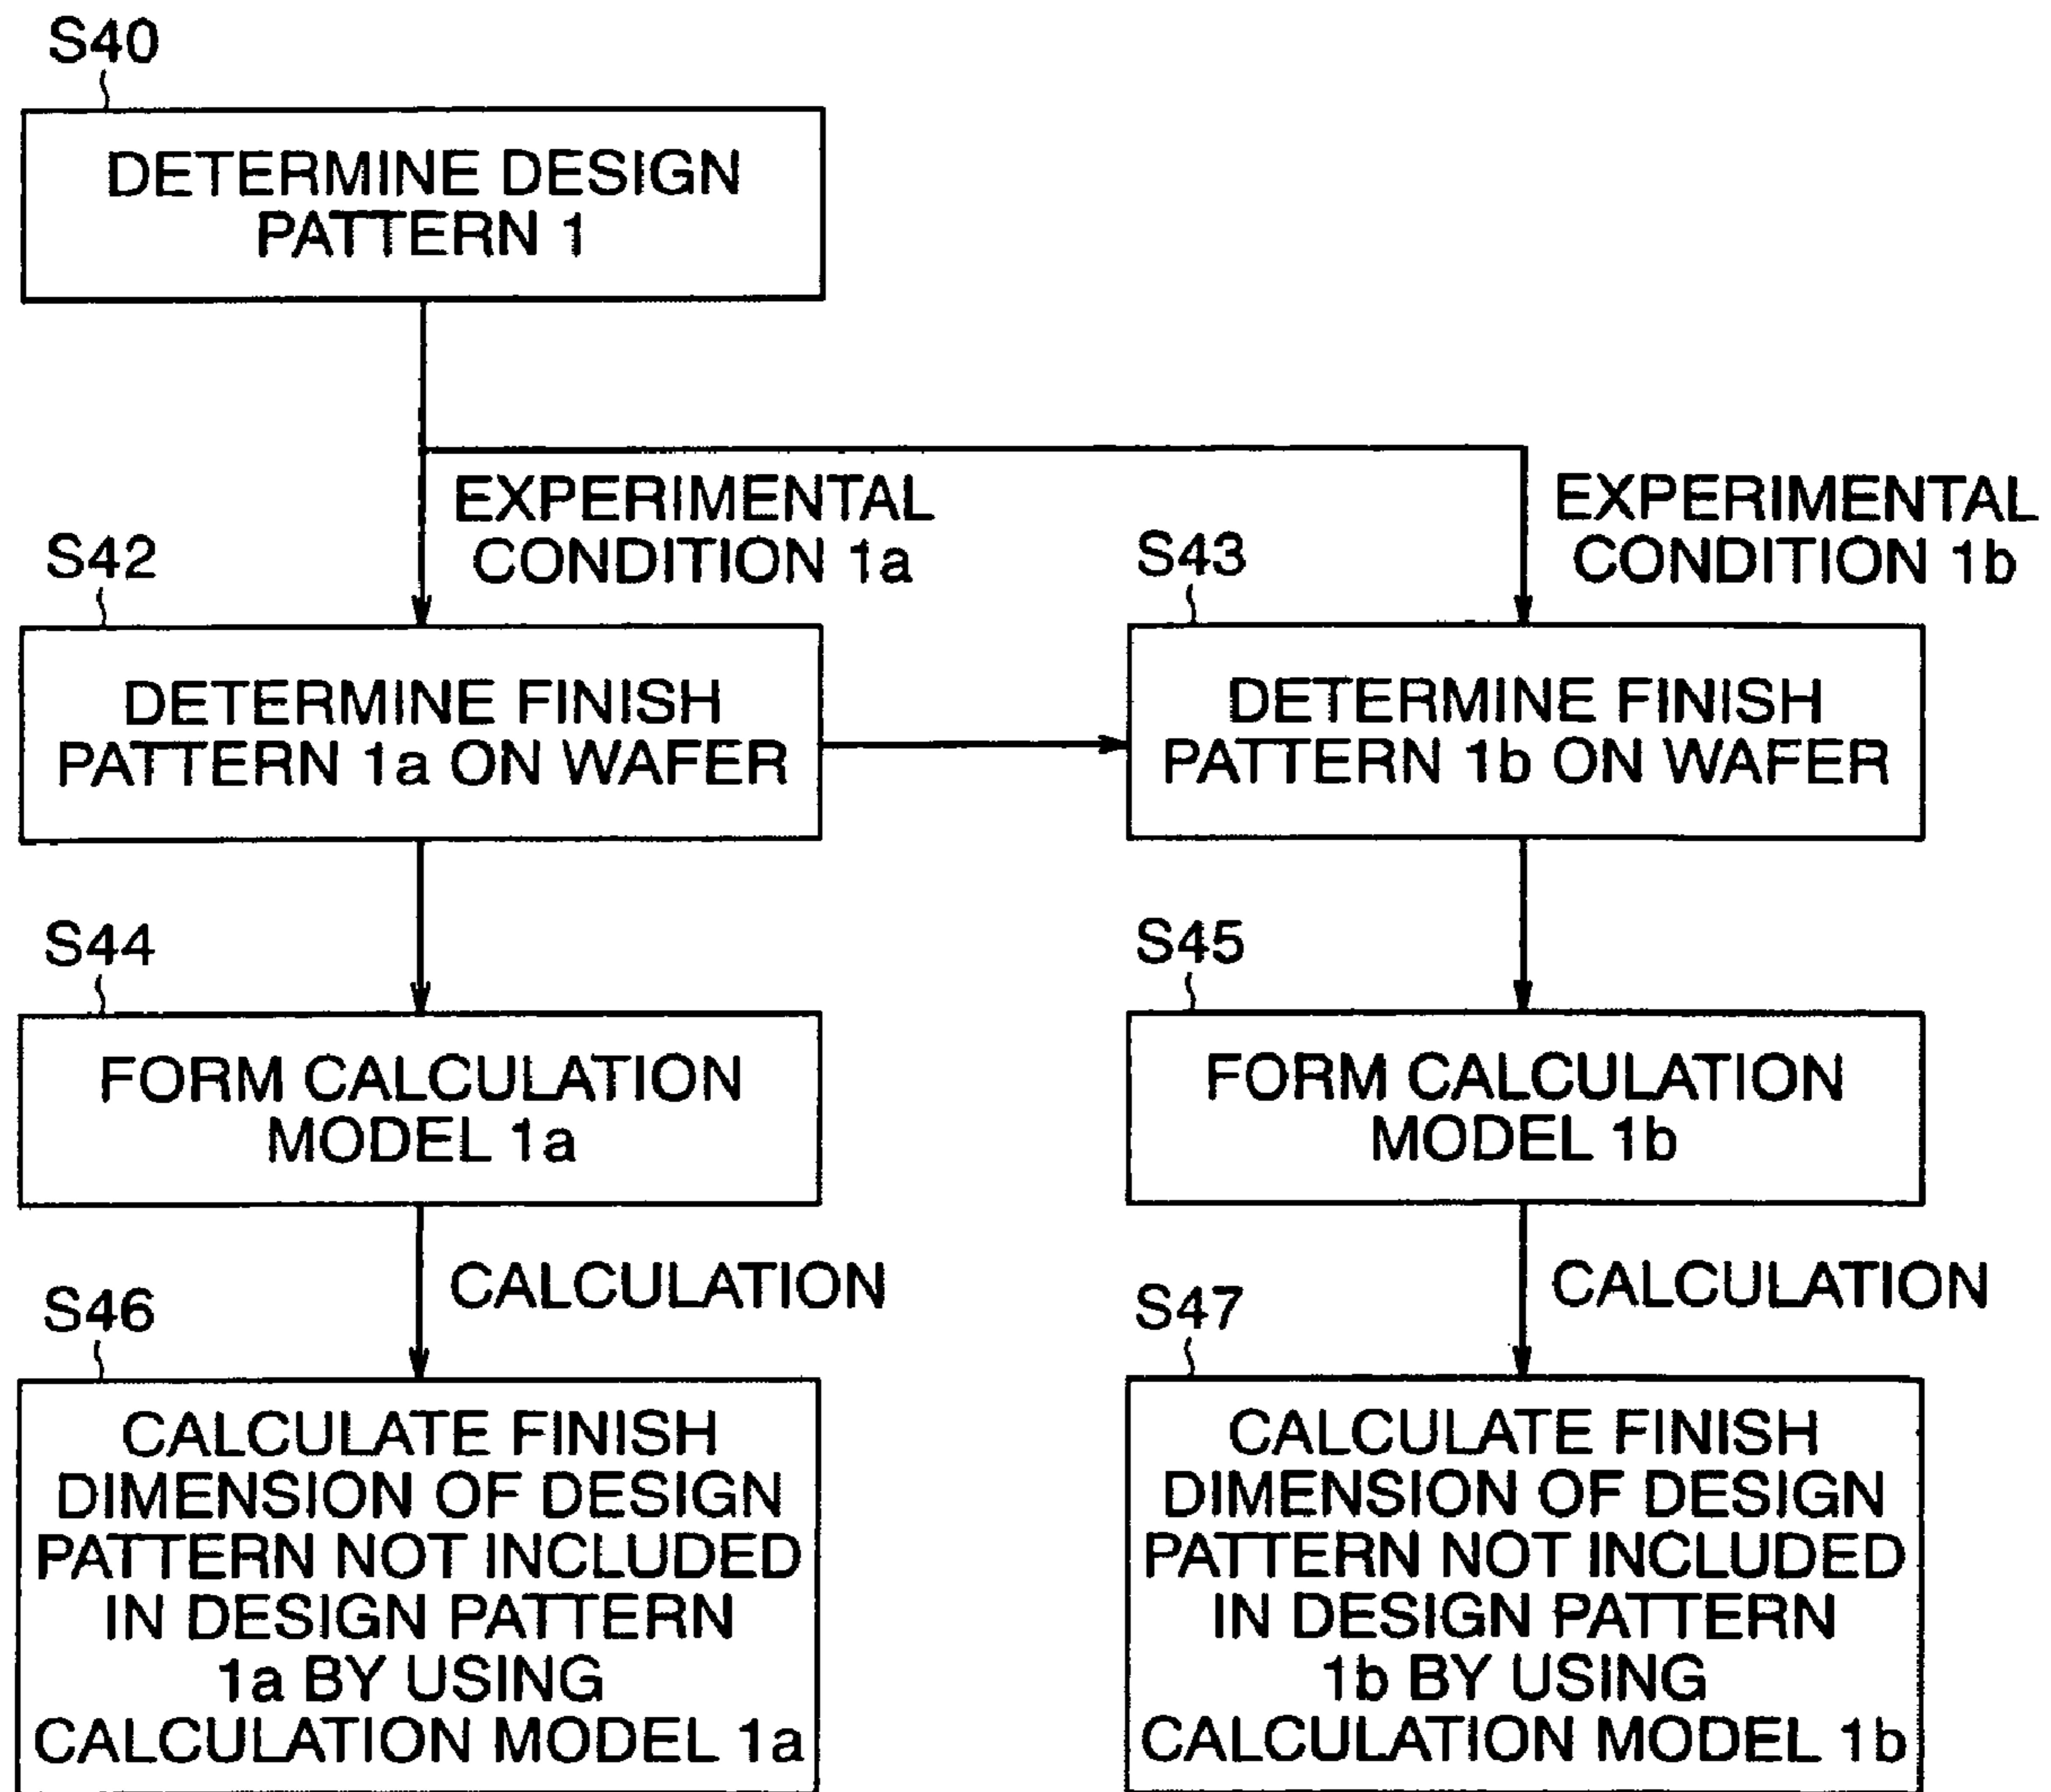 S40
DETERMINE DESIGN
PATTERN 1
EXPERIMENTAL
CONDITION 1a
EXPERIMENTAL
CONDITION 1b
S42
DETERMINE FINISH
PATTERN 1a ON WAFER
S43
DETERMINE FINISH
PATTERN 1b ON WAFER
S44
FORM CALCULATION
MODEL 1a
S45
FORM CALCULATION
MODEL 1b
CALCULATION
CALCULATION
S46
CALCULATE FINISH
DIMENSION OF DESIGN
PATTERN NOT INCLUDED
IN DESIGN PATTERN
1a BY USING
CALCULATION MODEL 1a
S47
CALCULATE FINISH
DIMENSION OF DESIGN
PATTERN NOT INCLUDED
IN DESIGN PATTERN
1b BY USING
CALCULATION MODEL 1b